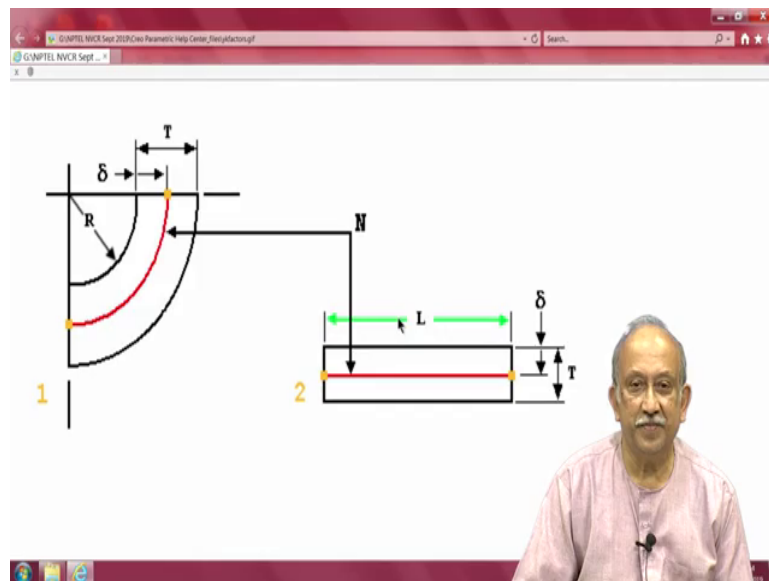 G:\NPTEL NVCR Sept 2019\Creo Parametric Help Center_files\ykfactors.gif
Search...
G:\NPTEL NVCR Sept ...
x
T
δ
R
N
L
δ
T
1
2